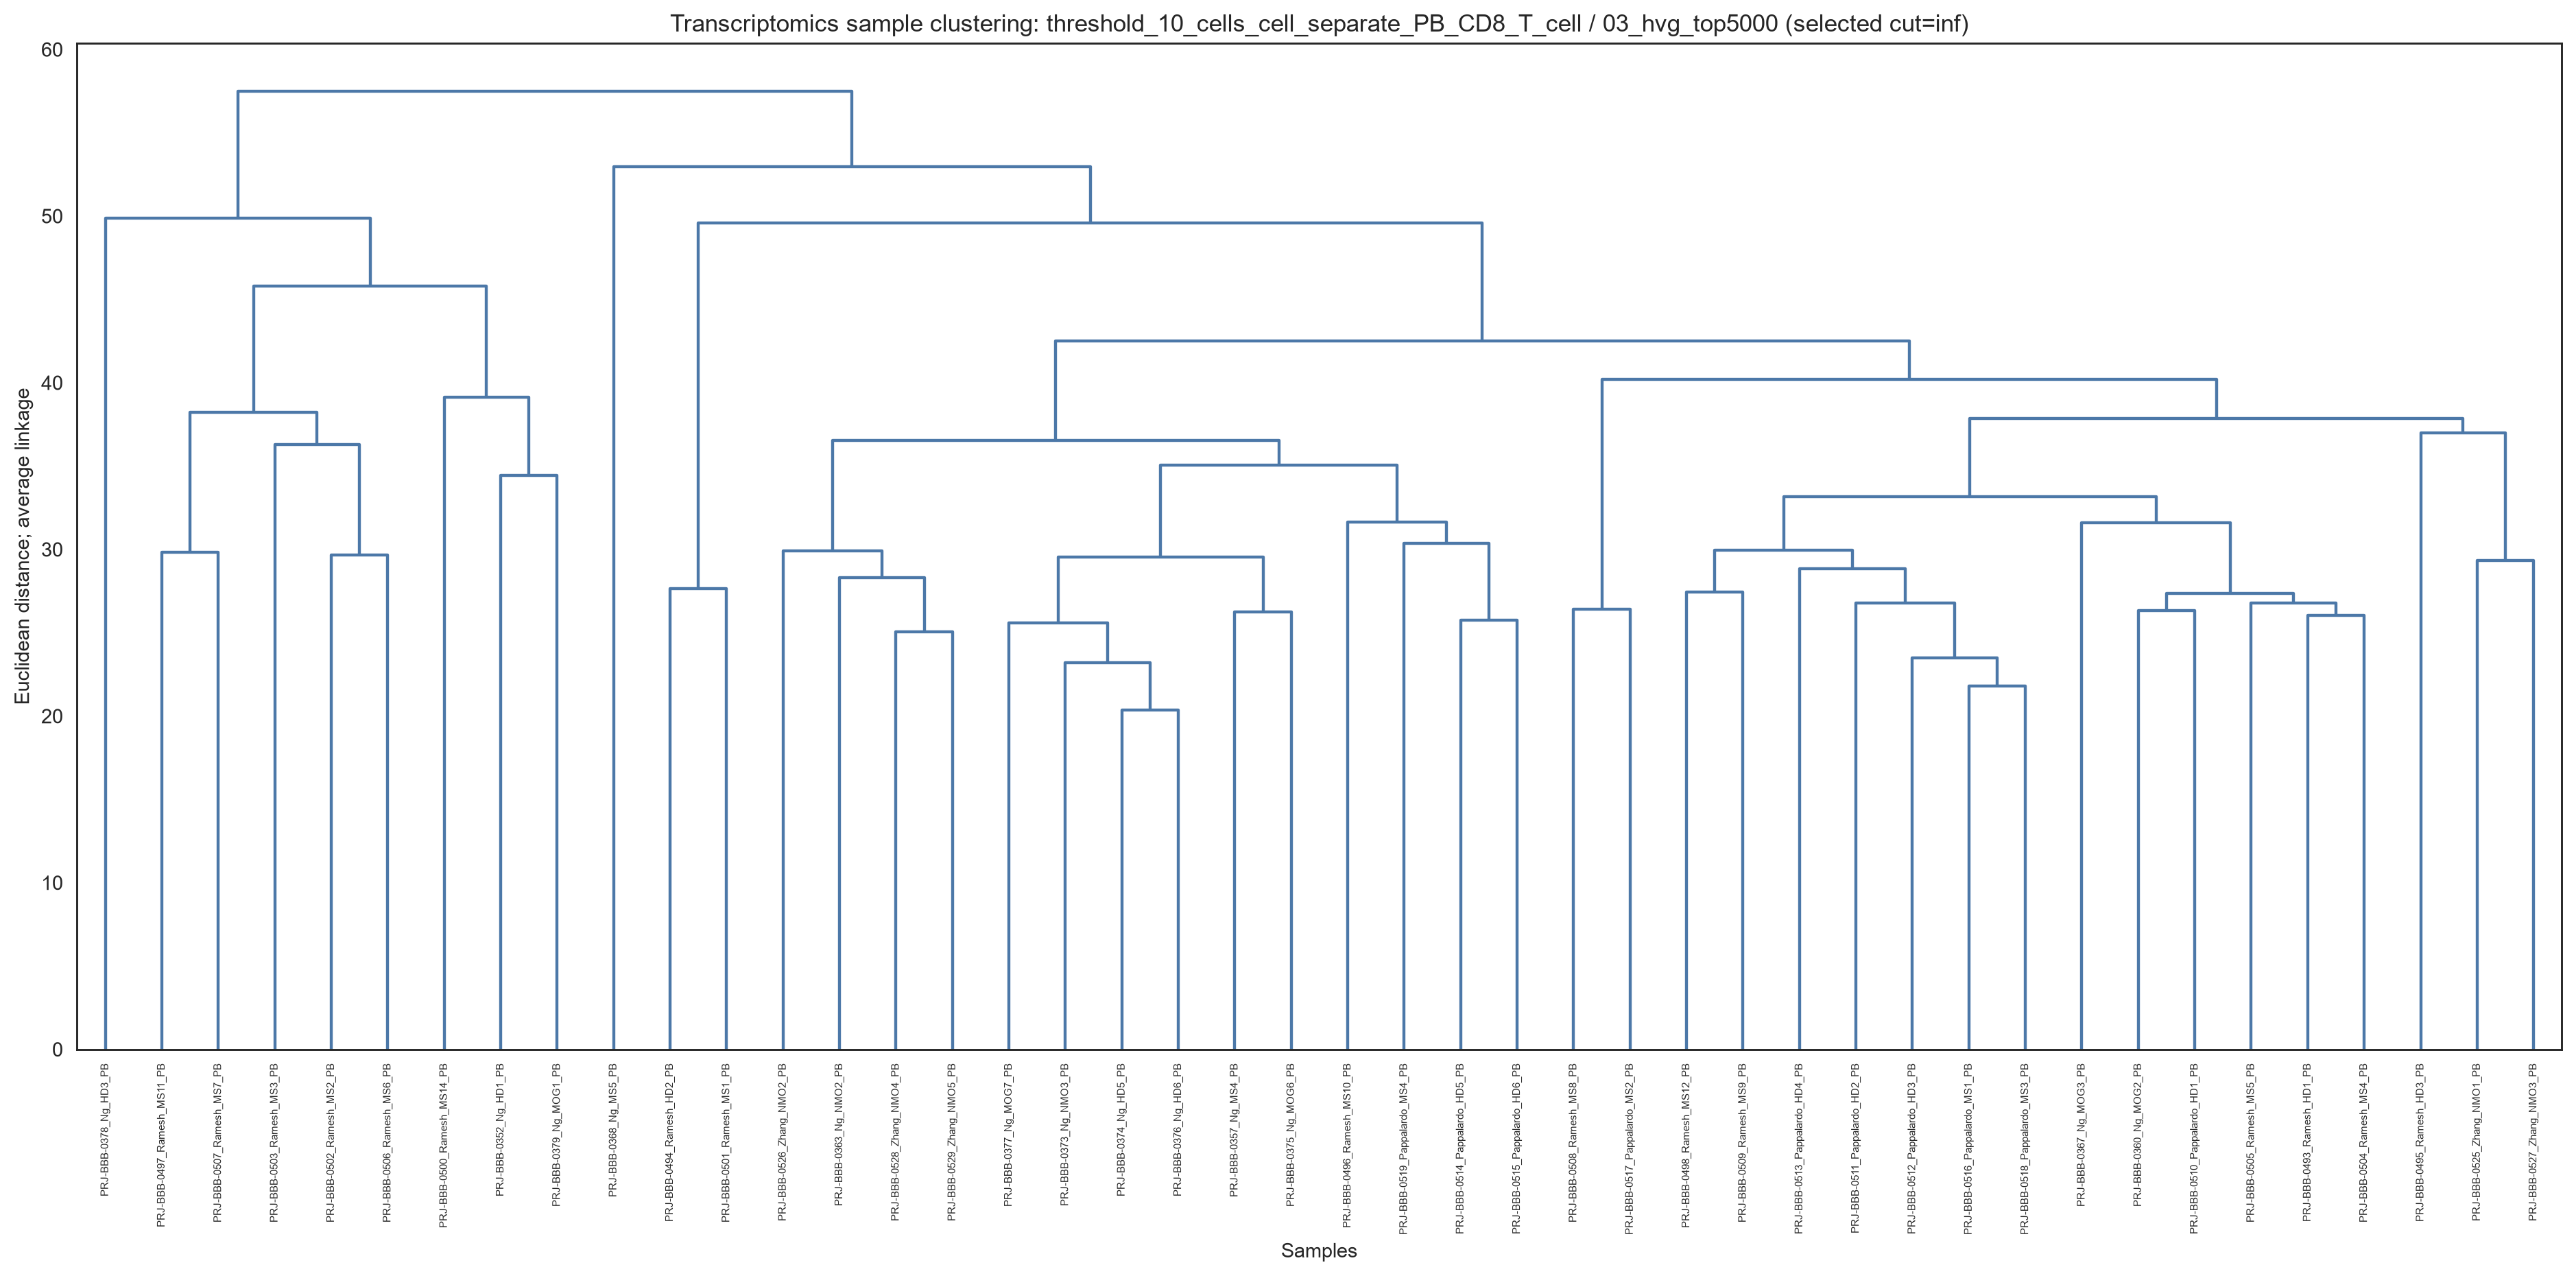 Transcriptomics sample clustering: threshold_10_cells_cell_separate_PB_CD8_T_cell / 03_hvg_top5000 (selected cut=inf)
Euclidean distance; average linkage
60
50
40
30
20
10
0
PRJ-BBB-0378_Ng_HD3_PB
PRJ-BBB-0497_Ramesh_MS11_PB
PRJ-BBB-0507_Ramesh_MS7_PB
PRJ-BBB-0503_Ramesh_MS3_PB
PRJ-BBB-0502_Ramesh_MS2_PB
PRJ-BBB-0506_Ramesh_MS6_PB
PRJ-BBB-0500_Ramesh_MS14_PB
PRJ-BBB-0352_Ng_HD1_PB
PRJ-BBB-0379_Ng_MOG1_PB
PRJ-BBB-0368_Ng_MS5_PB
PRJ-BBB-0494_Ramesh_HD2_PB
PRJ-BBB-0501_Ramesh_MS1_PB
PRJ-BBB-0526_Zhang_NMO2_PB
PRJ-BBB-0363_Ng_NMO2_PB
PRJ-BBB-0528_Zhang_NMO4_PB
PRJ-BBB-0529_Zhang_NMO5_PB
PRJ-BBB-0377_Ng_MOG7_PB
PRJ-BBB-0373_Ng_NMO3_PB
PRJ-BBB-0374_Ng_HD5_PB
PRJ-BBB-0376_Ng_HD6_PB
PRJ-BBB-0357_Ng_MS4_PB
PRJ-BBB-0375_Ng_MOG6_PB
PRJ-BBB-0496_Ramesh_MS10_PB
PRJ-BBB-0519_Pappalardo_MS4_PB
PRJ-BBB-0514_Pappalardo_HD5_PB
PRJ-BBB-0515_Pappalardo_HD6_PB
PRJ-BBB-0508_Ramesh_MS8_PB
PRJ-BBB-0517_Pappalardo_MS2_PB
PRJ-BBB-0498_Ramesh_MS12_PB
PRJ-BBB-0509_Ramesh_MS9_PB
PRJ-BBB-0513_Pappalardo_HD4_PB
PRJ-BBB-0511_Pappalardo_HD2_PB
PRJ-BBB-0512_Pappalardo_HD3_PB
PRJ-BBB-0516_Pappalardo_MS1_PB
PRJ-BBB-0518_Pappalardo_MS3_PB
PRJ-BBB-0367_Ng_MOG3_PB
PRJ-BBB-0360_Ng_MOG2_PB
PRJ-BBB-0510_Pappalardo_HD1_PB
PRJ-BBB-0505_Ramesh_MS5_PB
PRJ-BBB-0493_Ramesh_HD1_PB
PRJ-BBB-0504_Ramesh_MS4_PB
PRJ-BBB-0495_Ramesh_HD3_PB
PRJ-BBB-0525_Zhang_NMO1_PB
PRJ-BBB-0527_Zhang_NMO3_PB
Samples